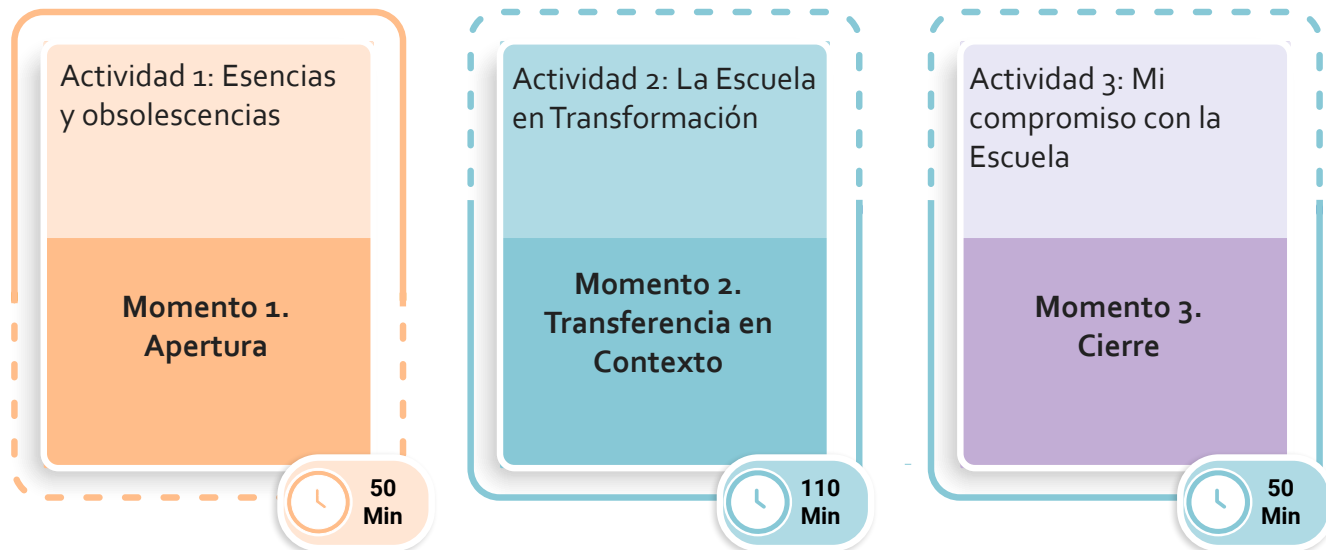 Actividad 1: Esencias
y obsolescencias
Momento 1.
Apertura
50
Min
Actividad 2: La Escuela
en Transformación
Momento 2.
Transferencia en
Contexto
110
Min
Actividad 3: Mi
compromiso con la
Escuela
Momento 3.
Cierre
50
Min